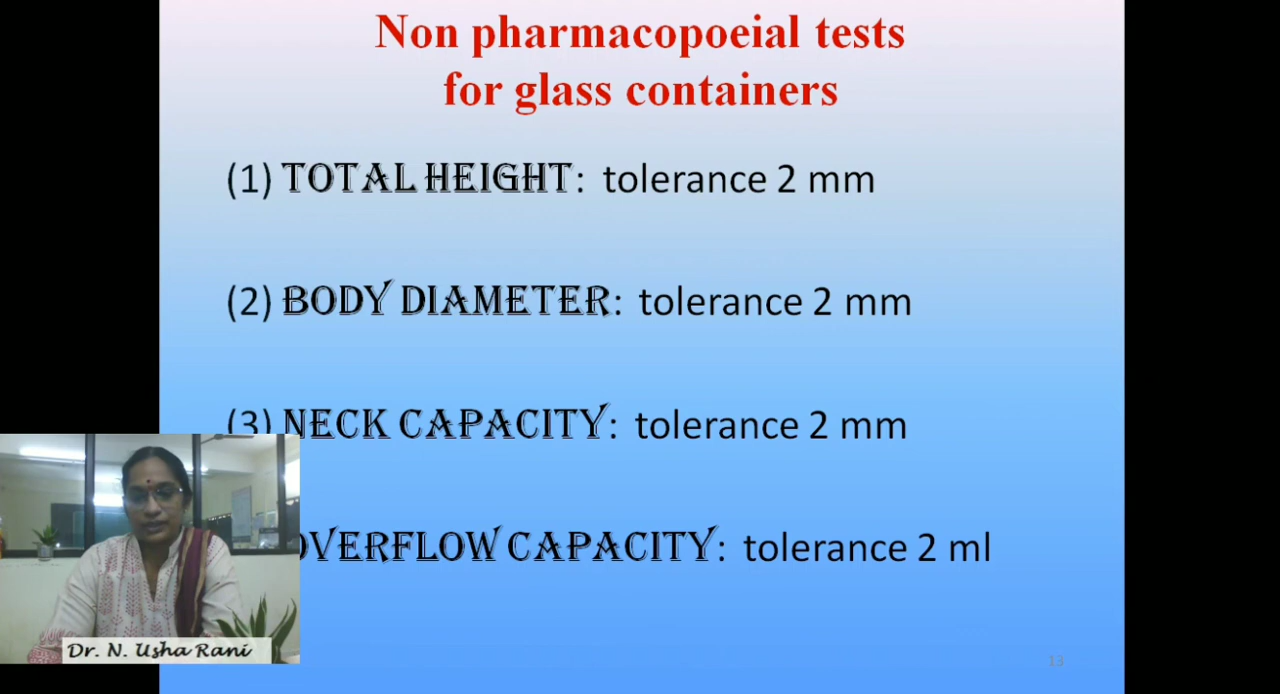 Non pharmacopoeial tests
for glass containers
(1) TOTAL HEIGHT: tolerance 2 mm
(2) BODY DIAMETER: tolerance 2 mm
(3) NECK CAPACITY: tolerance 2 mm
OVERFLOW CAPACITY: tolerance 2 ml
Dr. N. Usha Rani
13